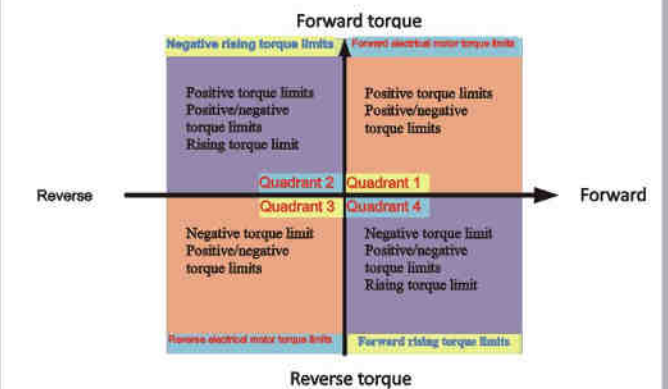 Forward torque
Negative rising torque limits
Forward electrical motor torque limits
Positive torque limits
Positive/negative
torque limits
Rising torque limit
Positive torque limits
Positive/negative
torque limits
Quadrant 2
Quadrant 1
Reverse
Forward
Quadrant 3
Quadrant 4
Negative torque limit
Positive/negative
torque limits
Negative torque limit
Positive/negative
torque limits
Rising torque limit
Reverse electrical motor torque limits
Forward rising torque limits
Reverse torque